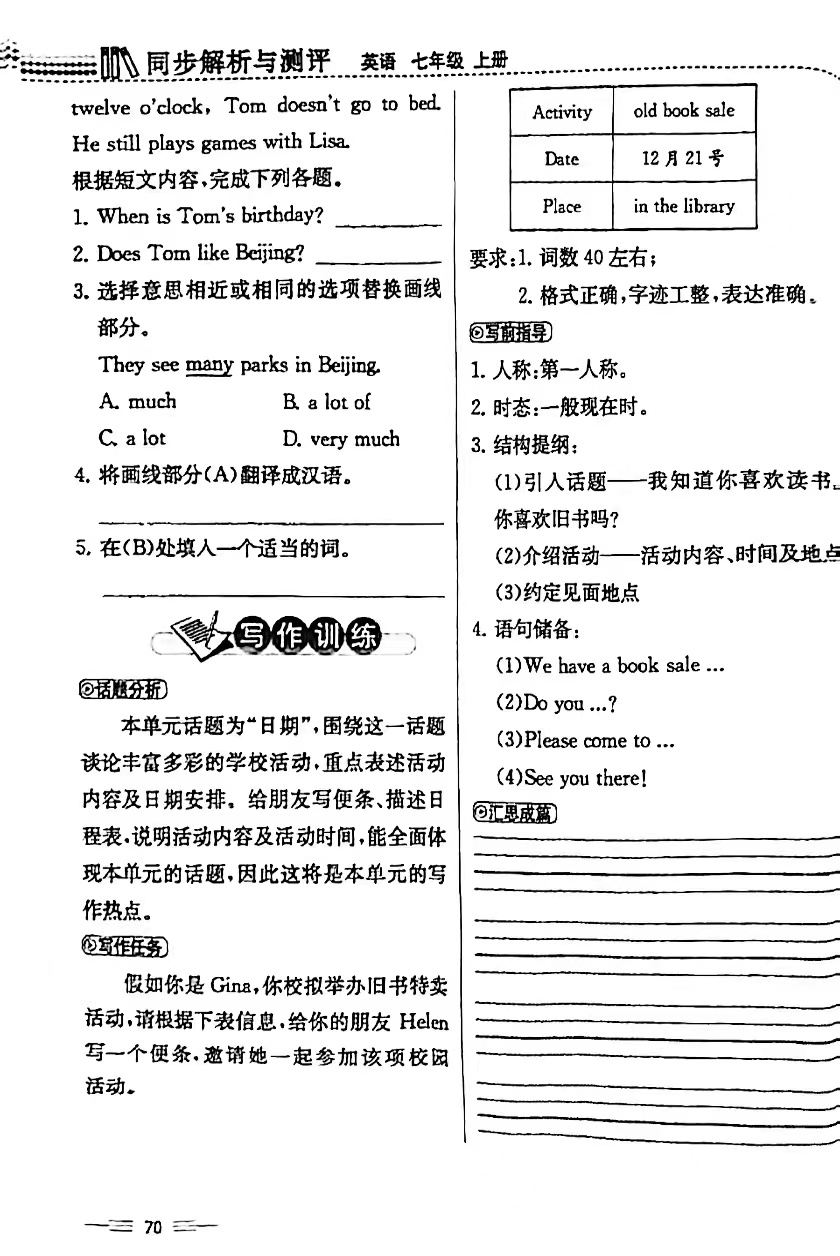 同步解析与测评 英语 七年级 上册
twelve o'clock, Tom doesn't go to bed.
He still plays games with Lisa.
根据短文内容,完成下列各题。
1. When is Tom's birthday? ________
2. Does Tom like Beijing? ________
3. 选择意思相近或相同的选项替换画线
部分。
They see many parks in Beijing.
A. much B. a lot of
C. a lot D. very much
4. 将画线部分(A)翻译成汉语。
5. 在(B)处填入一个适当的词。
写作训练
话题分析
本单元话题为“日期”,围绕这一话题
谈论丰富多彩的学校活动,重点表述活动
内容及日期安排。给朋友写便条、描述日
程表,说明活动内容及活动时间,能全面体
现本单元的话题,因此这将是本单元的写
作热点。
写作任务
假如你是 Gina,你校拟举办旧书特卖
活动,请根据下表信息,给你的朋友 Helen
写一个便条,邀请她一起参加该项校园
活动。
Activity old book sale
Date 12月21号
Place in the library
要求:1. 词数40左右;
2. 格式正确,字迹工整,表达准确。
写前指导
1. 人称:第一人称。
2. 时态:一般现在时。
3. 结构提纲:
(1)引入话题——我知道你喜欢读书。
你喜欢旧书吗?
(2)介绍活动——活动内容、时间及地点
(3)约定见面地点
4. 语句储备:
(1)We have a book sale ...
(2)Do you ...?
(3)Please come to ...
(4)See you there!
汇思成篇
70